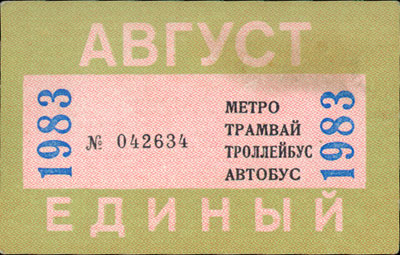 АВГУСТ
1983
№ 042634
МЕТРО
ТРАМВАЙ
ТРОЛЛЕЙБУС
АВТОБУС
1983
ЕДИНЫЙ